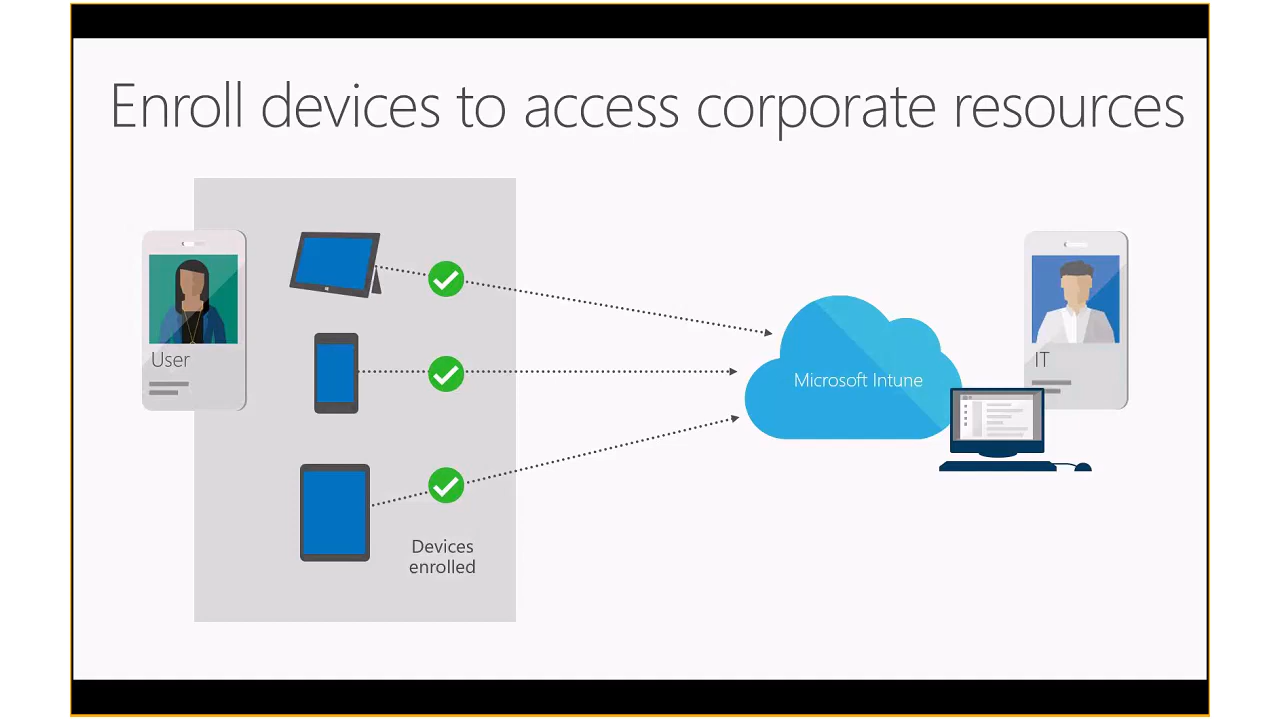 Enroll devices to access corporate resources
User
IT
Microsoft Intune
Devices
enrolled